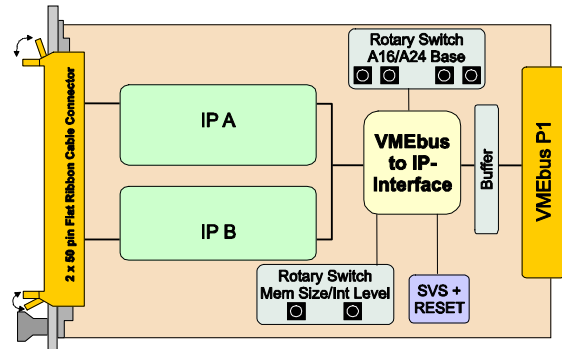 Rotary Switch
A16/A24 Base
2 x 50 pin Flat Ribbon Cable Connector
IP A
VMEbus
to IP-
Interface
Buffer
VMEbus P1
IP B
Rotary Switch
Mem Size/Int Level
SVS +
RESET